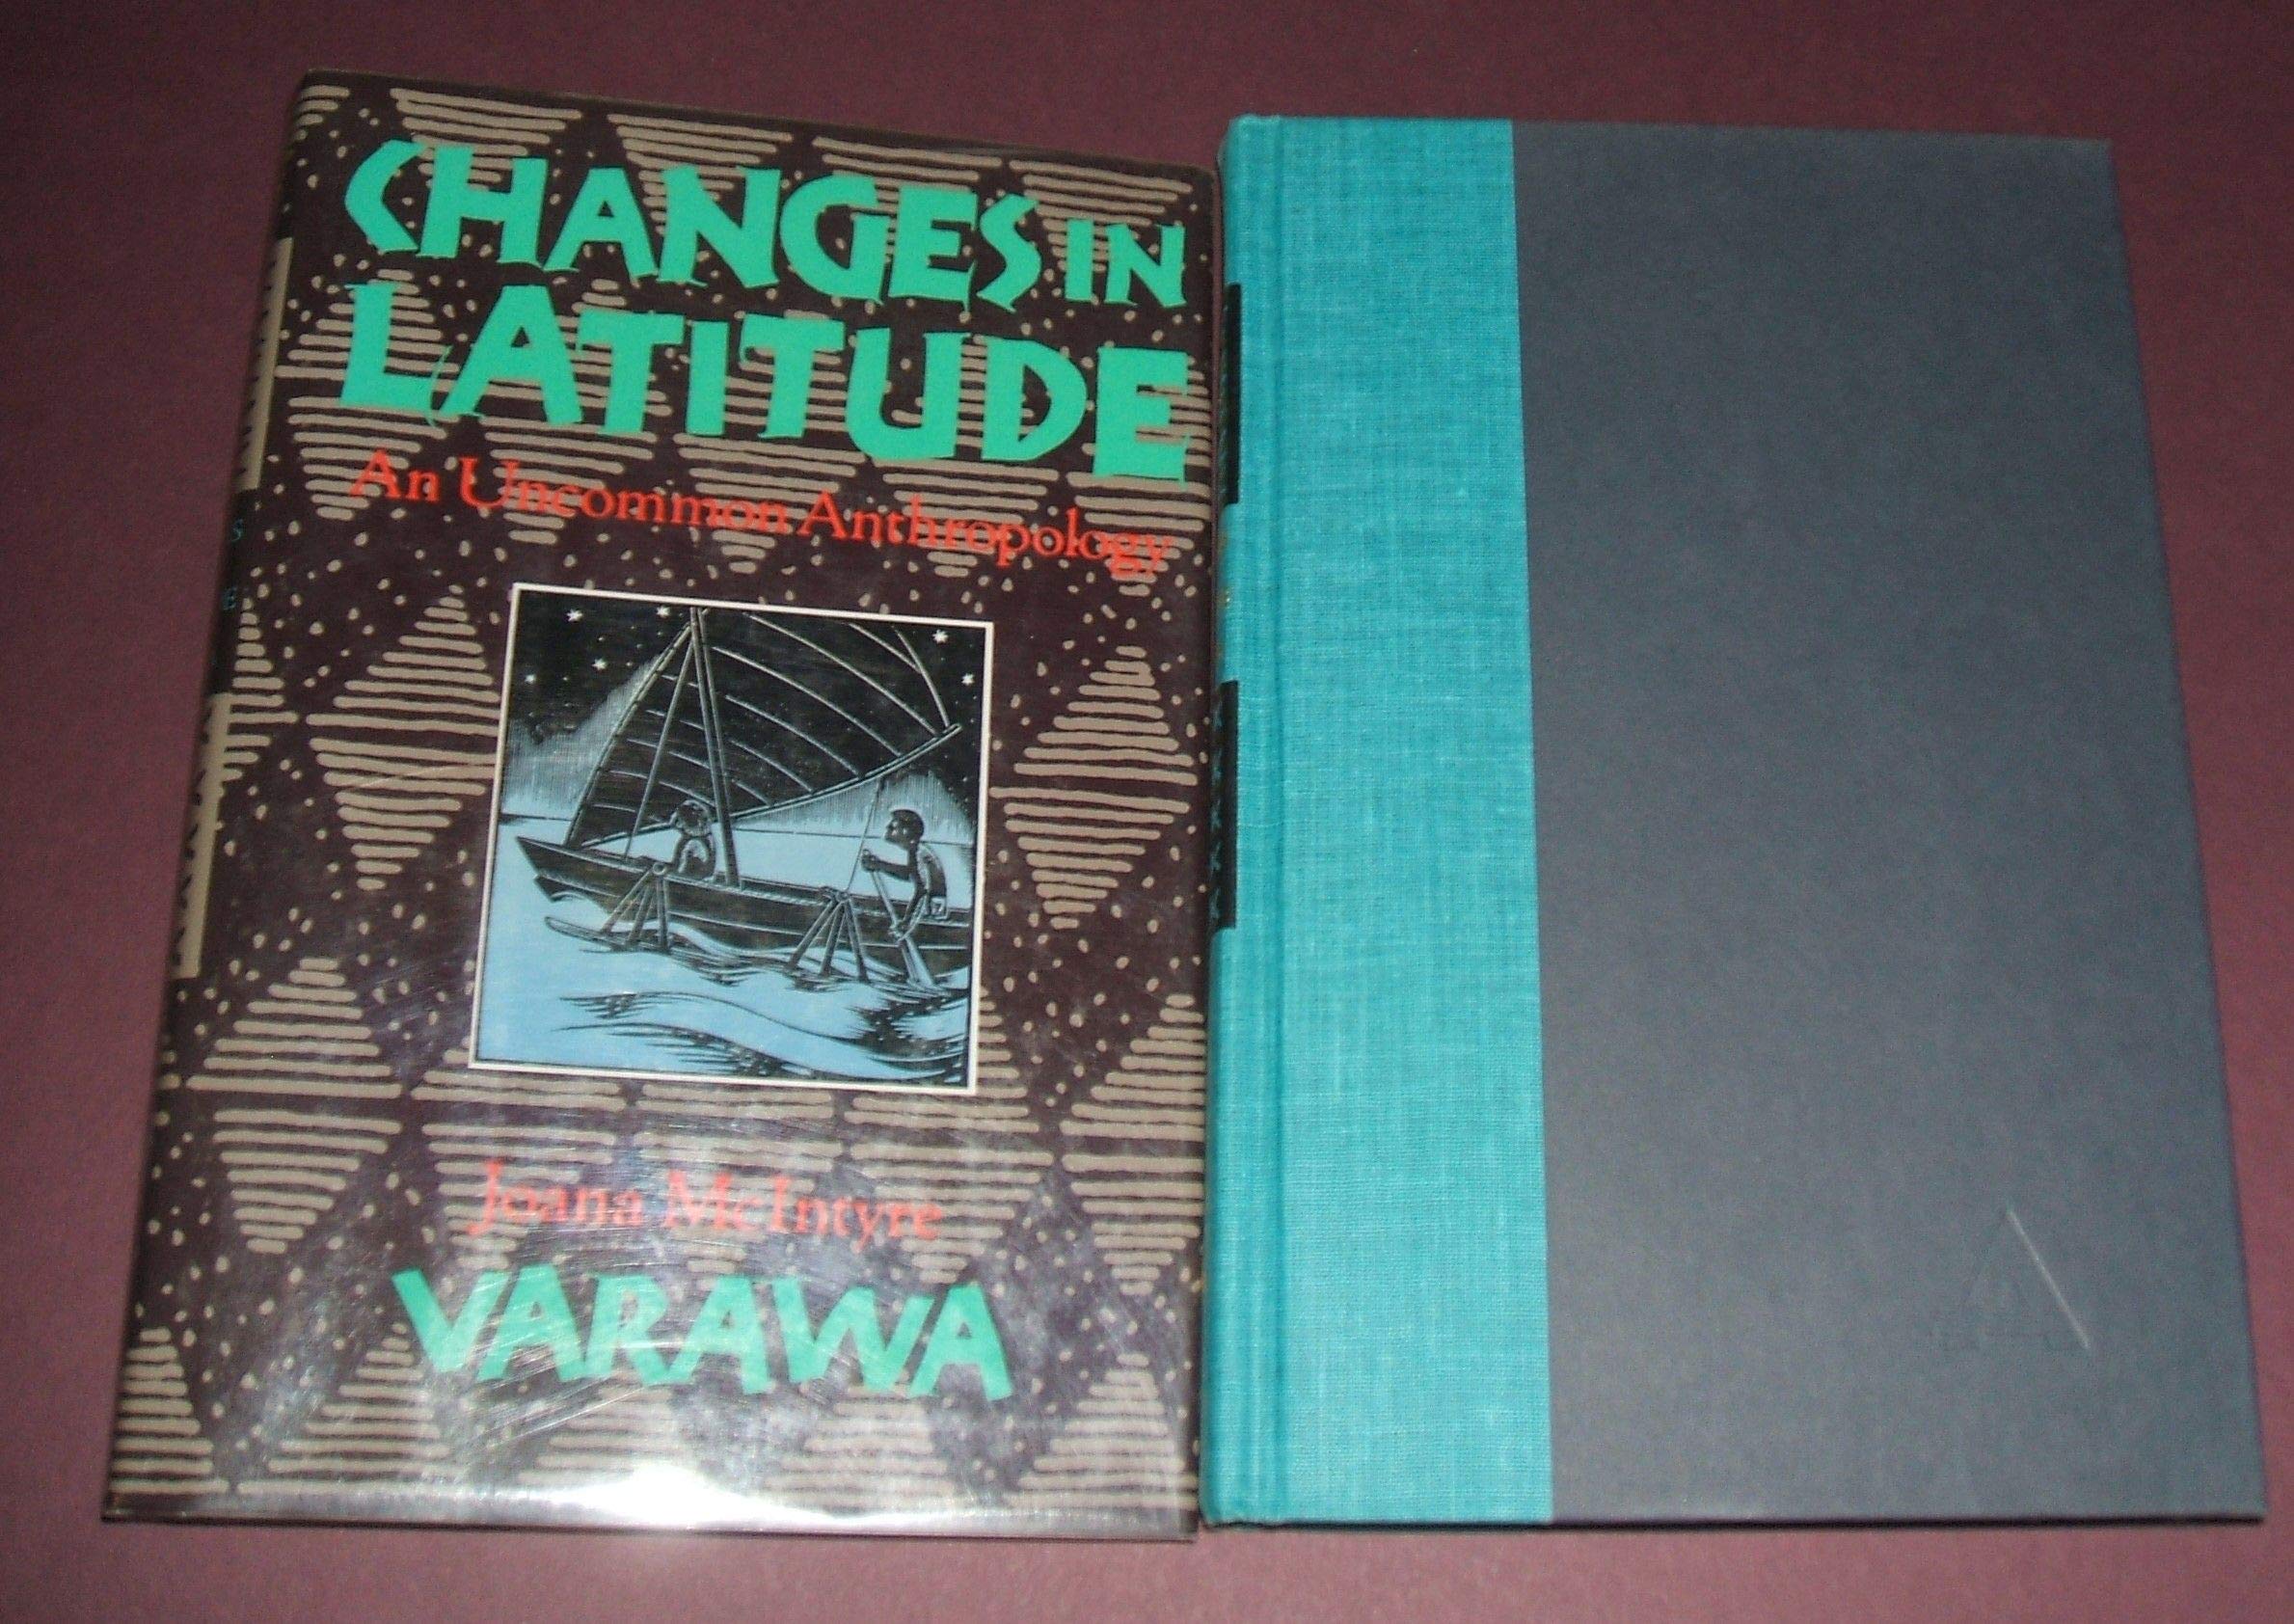 CHANGES IN
LATITUDE
An Uncommon Anthropology
Joana McIntyre
VARAWA
S
E